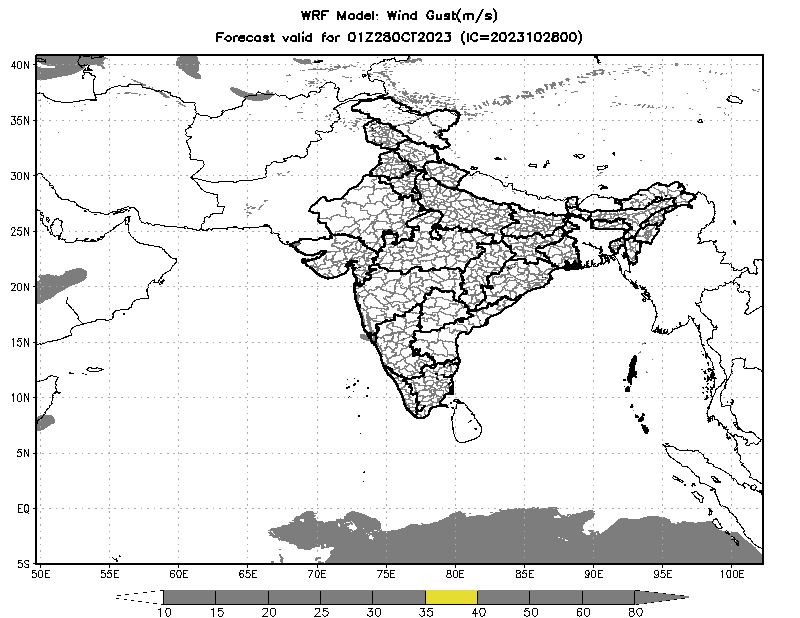 WRF Model: Wind Gust(m/s)
Forecast valid for 01Z28OCT2023 (IC=2023102800)
40N
35N
30N
25N
20N
15N
10N
5N
EQ
5S
50E 55E 60E 65E 70E 75E 80E 85E 90E 95E 100E
10 15 20 25 30 35 40 50 60 80